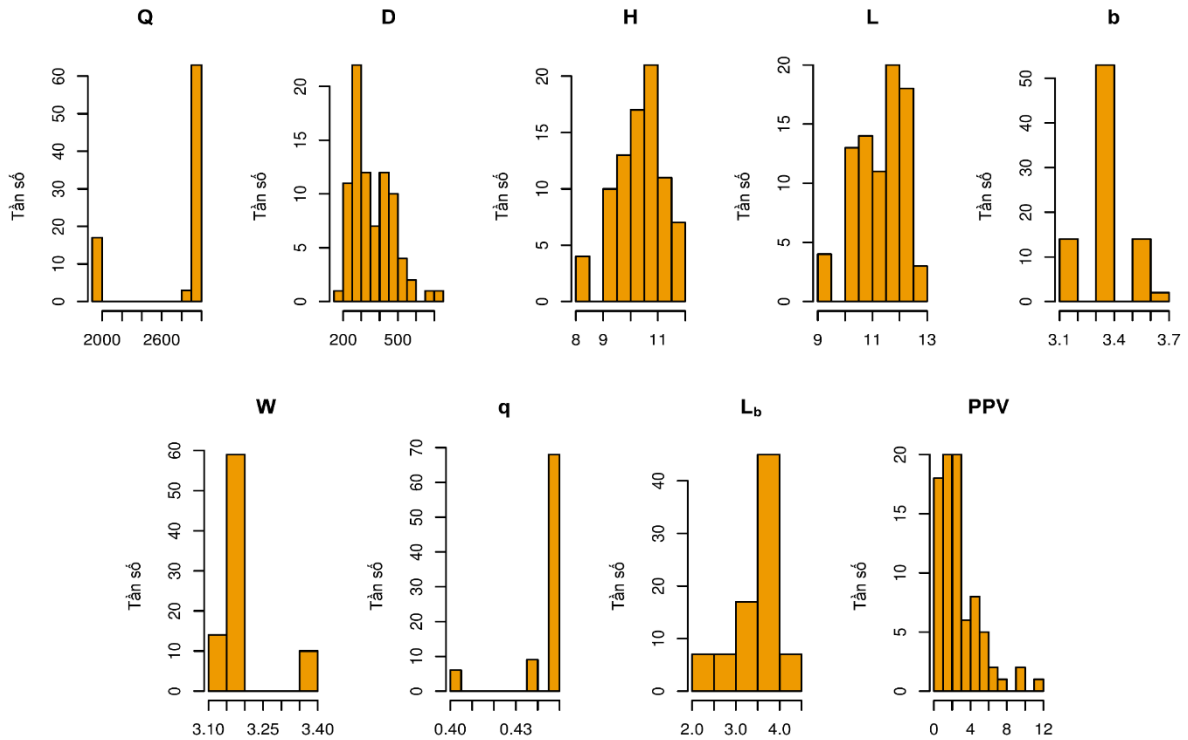 Q
D
H
L
b
Tần số
0 10 20 30 40 50 60
2000 2600
Tần số
0 5 10 15 20
200 500
Tần số
0 5 10 15 20
8 9 11
Tần số
0 5 10 15 20
9 11 13
Tần số
0 10 20 30 40 50
3.1 3.4 3.7
W
q
L_b
PPV
Tần số
0 10 20 30 40 50 60
3.10 3.25 3.40
Tần số
0 10 20 30 40 50 60 70
0.40 0.43
Tần số
0 10 20 30 40
2.0 3.0 4.0
Tần số
0 5 10 15 20
0 4 8 12